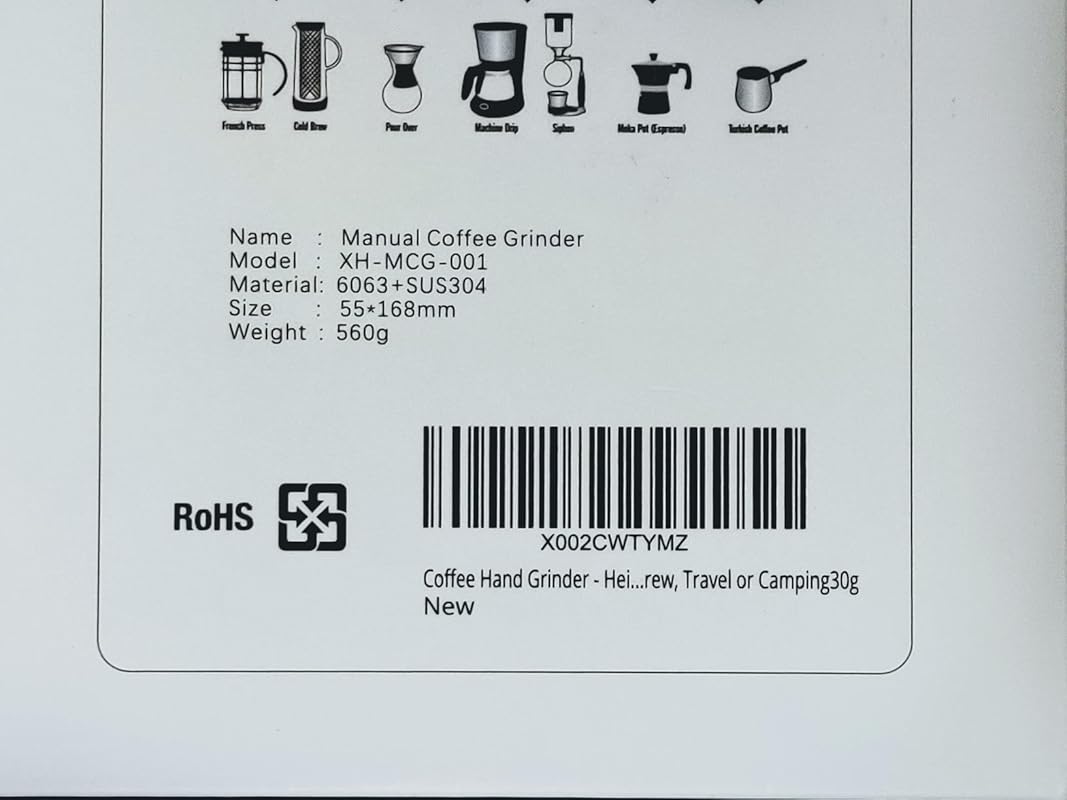 French Press Cold Brew Pour Over Machine Drip Siphon Moka Pot (Espresso) Turkish Coffee Pot
Name : Manual Coffee Grinder
Model : XH-MCG-001
Material: 6063+SUS304
Size : 55*168mm
Weight : 560g
RoHS
X002CWTYMZ
Coffee Hand Grinder - Hei...rew, Travel or Camping30g
New